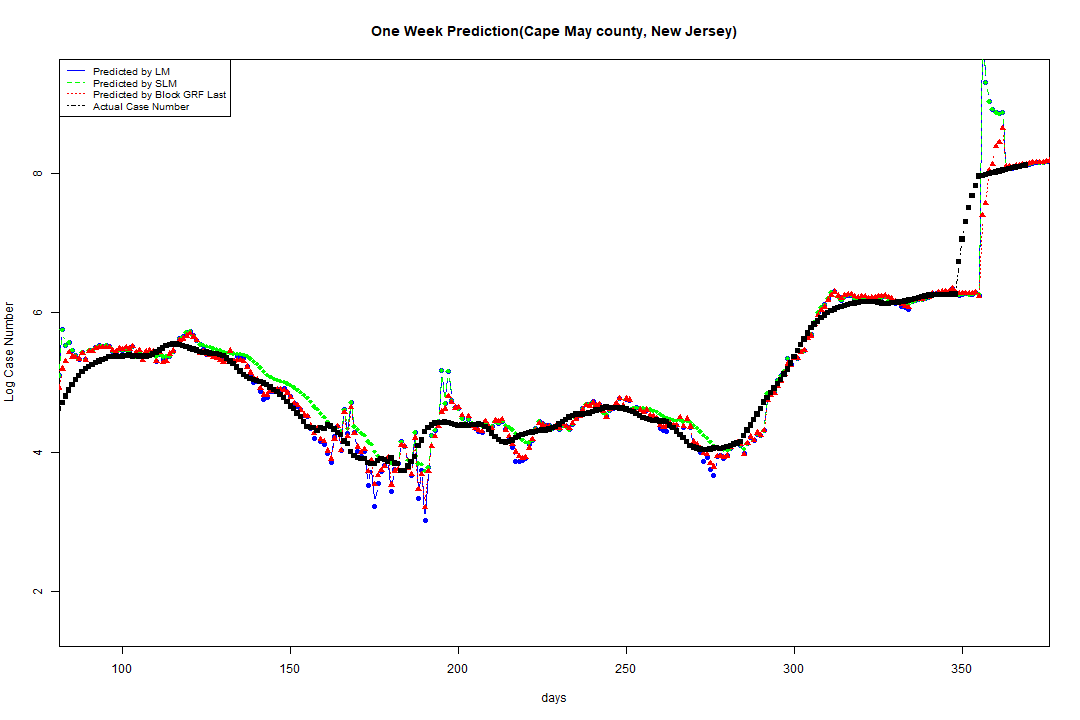 One Week Prediction(Cape May county, New Jersey)
Predicted by LM
Predicted by SLM
Predicted by Block GRF Last
Actual Case Number
Log Case Number
8
6
4
2
100 150 200 250 300 350
days